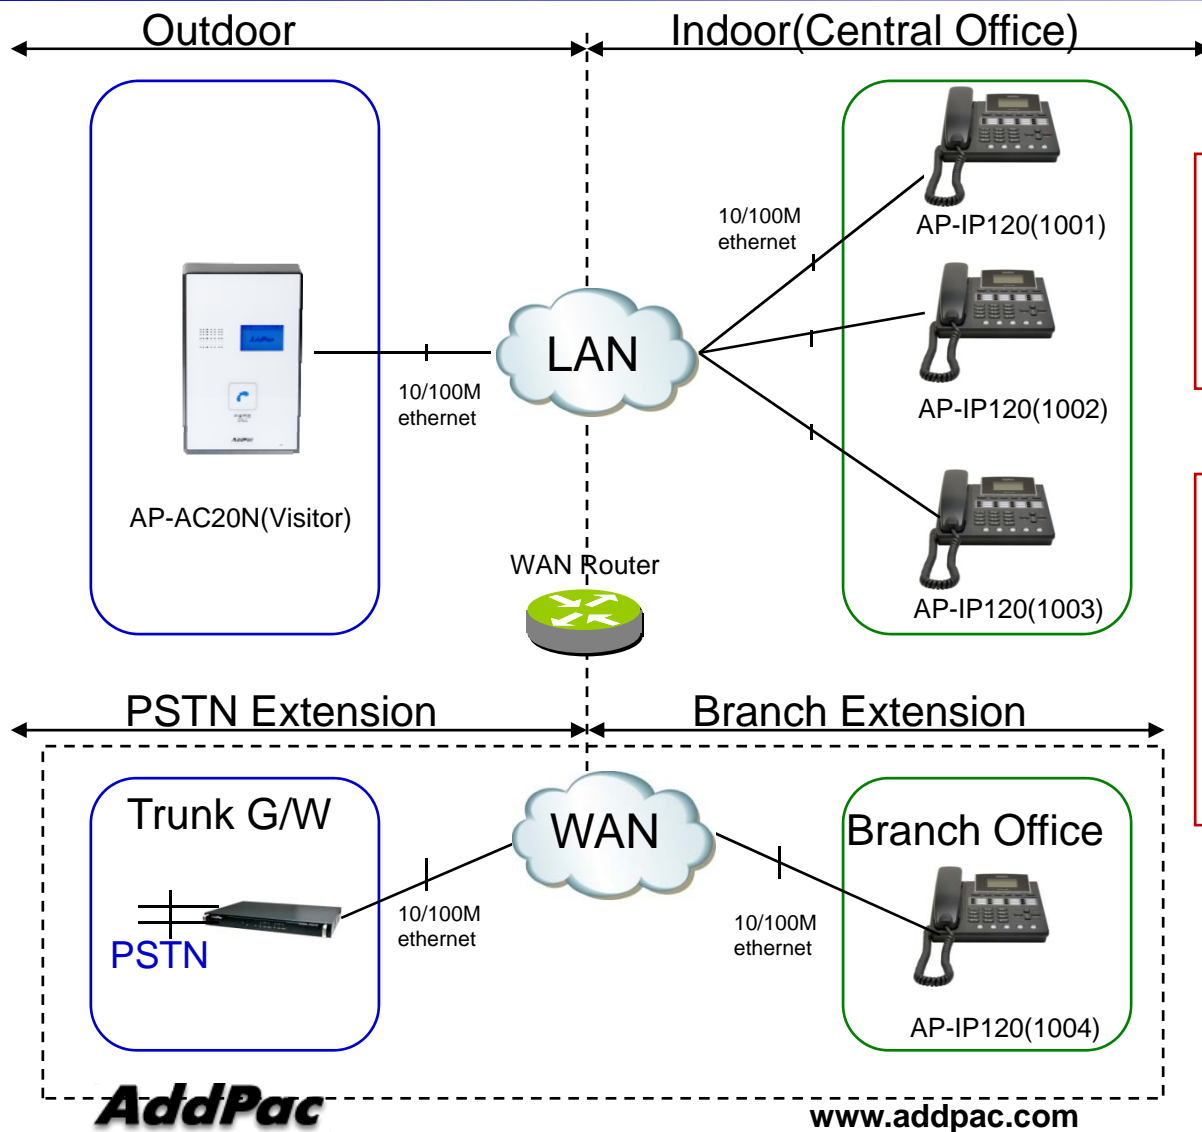 Outdoor
Indoor(Central Office)
10/100M
ethernet
AP-IP120(1001)
AddPac
LAN
10/100M
ethernet
AP-IP120(1002)
AddPac
AP-AC20N(Visitor)
WAN Router
AP-IP120(1003)
PSTN Extension
Branch Extension
Trunk G/W
WAN
Branch Office
10/100M
ethernet
10/100M
ethernet
PSTN
AP-IP120(1004)
AddPac
www.addpac.com